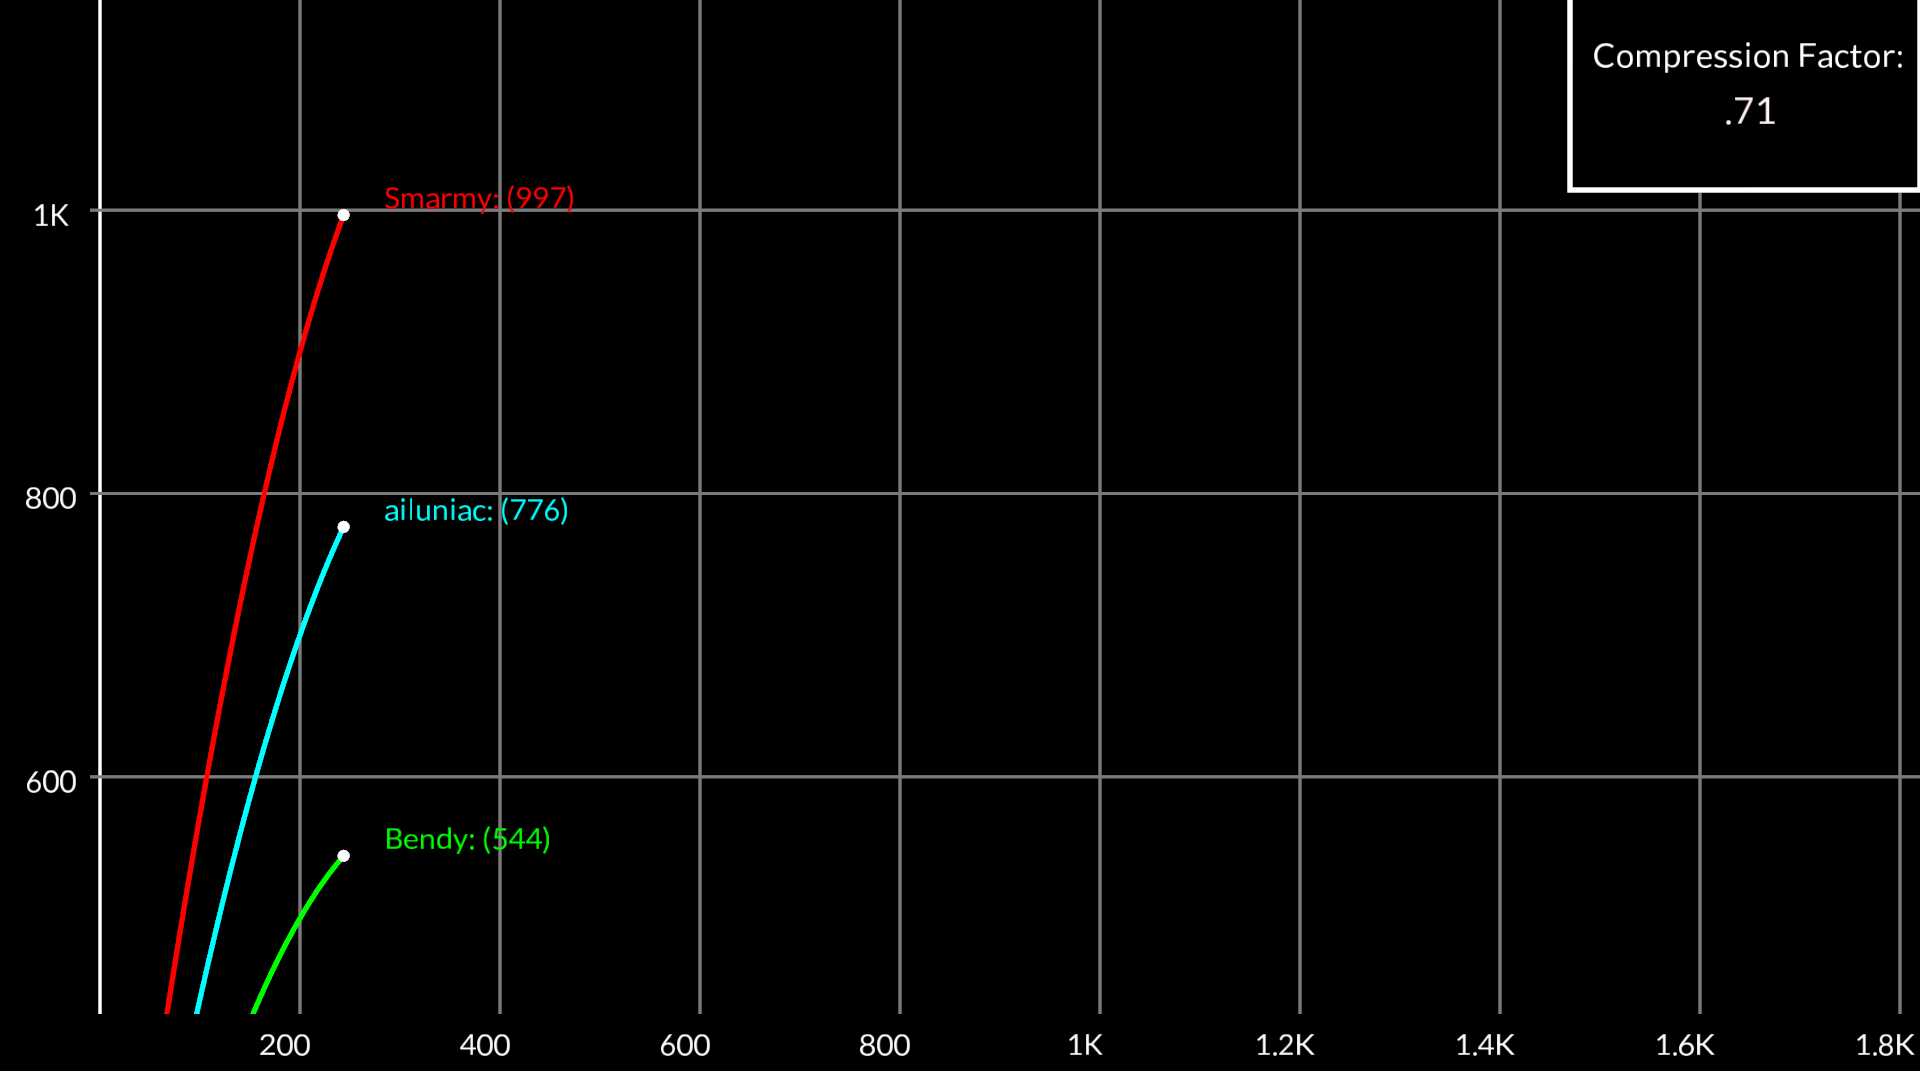 Compression Factor:
.71
Smarmy: (997)
1K
ailuniac: (776)
800
600
Bendy: (544)
200 400 600 800 1K 1.2K 1.4K 1.6K 1.8K